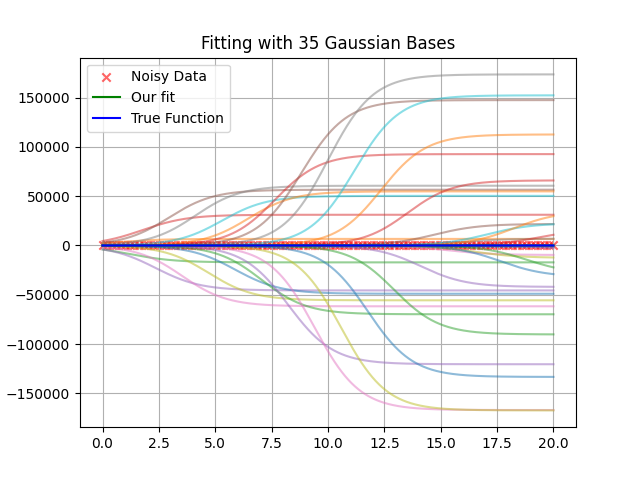 Fitting with 35 Gaussian Bases
Noisy Data
Our fit
True Function
150000
100000
50000
0
−50000
−100000
−150000
0.0 2.5 5.0 7.5 10.0 12.5 15.0 17.5 20.0